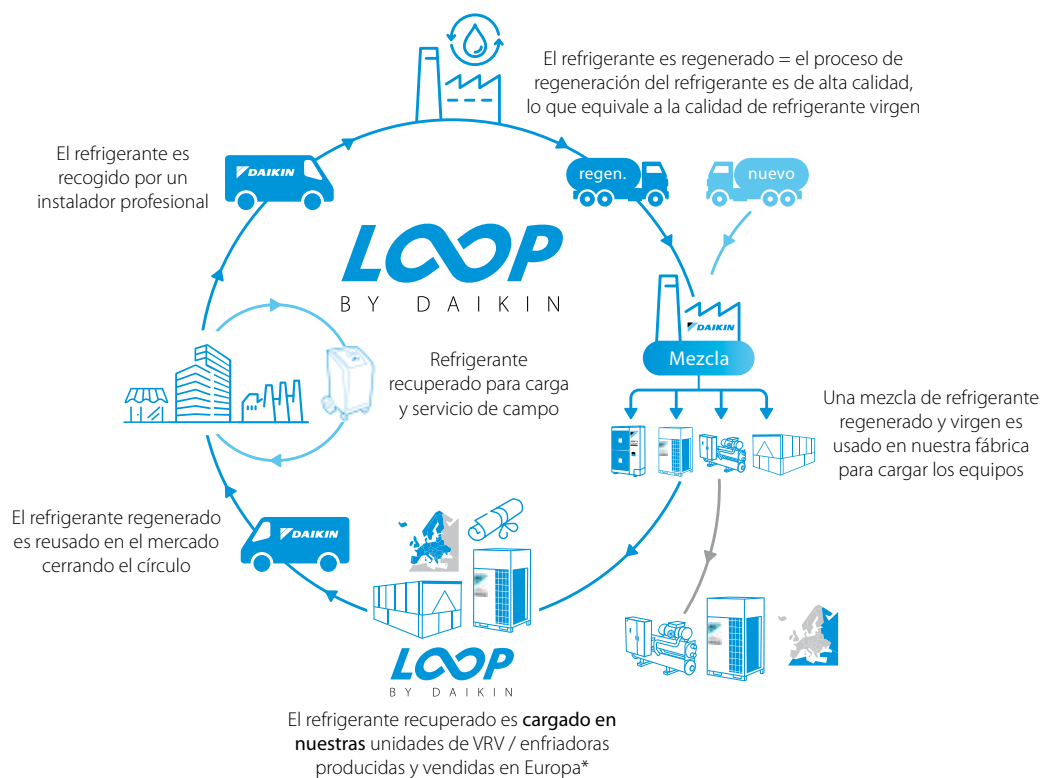 El refrigerante es regenerado = el proceso de
regeneración del refrigerante es de alta calidad,
lo que equivale a la calidad de refrigerante virgen
El refrigerante es
recogido por un
instalador profesional
DAIKIN
regen.
nuevo
LOOP
BY DAIKIN
DAIKIN
Mezcla
Refrigerante
recuperado para carga
y servicio de campo
Una mezcla de refrigerante
regenerado y virgen es
usado en nuestra fábrica
para cargar los equipos
El refrigerante regenerado
es reusado en el mercado
cerrando el círculo
DAIKIN
LOOP
BY DAIKIN
El refrigerante recuperado es cargado en
nuestras unidades de VRV / enfriadoras
producidas y vendidas en Europa*